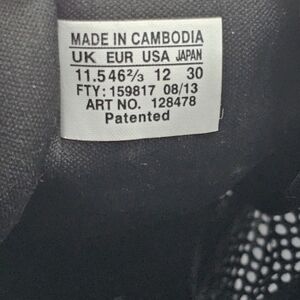 MADE IN CAMBODIA
UK EUR USA JAPAN
11.5 46⅔ 12 30
FTY: 159817 08/13
ART NO. 128478
Patented